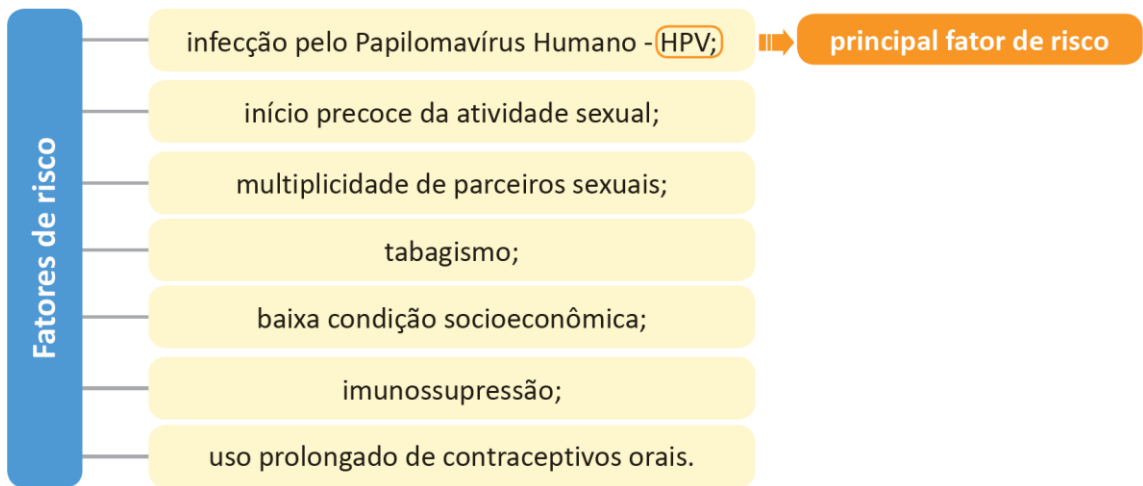 Fatores de risco
infecção pelo Papilomavírus Humano - HPV;
principal fator de risco
início precoce da atividade sexual;
multiplicidade de parceiros sexuais;
tabagismo;
baixa condição socioeconômica;
imunossupressão;
uso prolongado de contraceptivos orais.